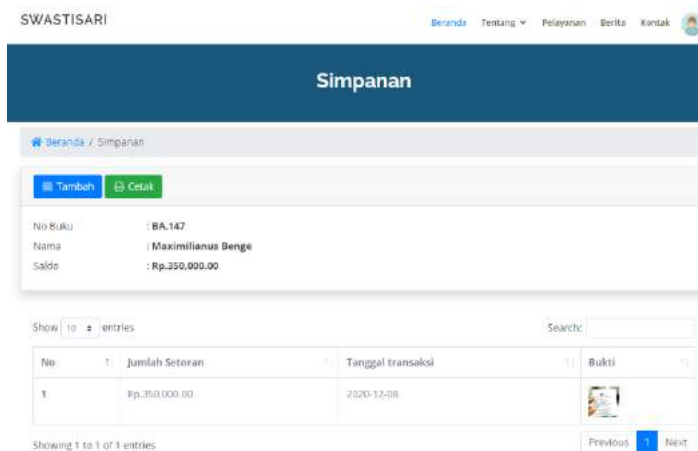 SWASTISARI
Beranda Tentang Pelayanan Berita Kontak
Simpanan
Beranda / Simpanan
Tambah Cetak
No Buku : BA.147
Nama : Maximilianus Benge
Saldo : Rp.350,000.00
Show 10 entries Search:
No Jumlah Setoran Tanggal transaksi Bukti
1 Rp.350,000.00 2020-12-08
Showing 1 to 1 of 1 entries Previous 1 Next